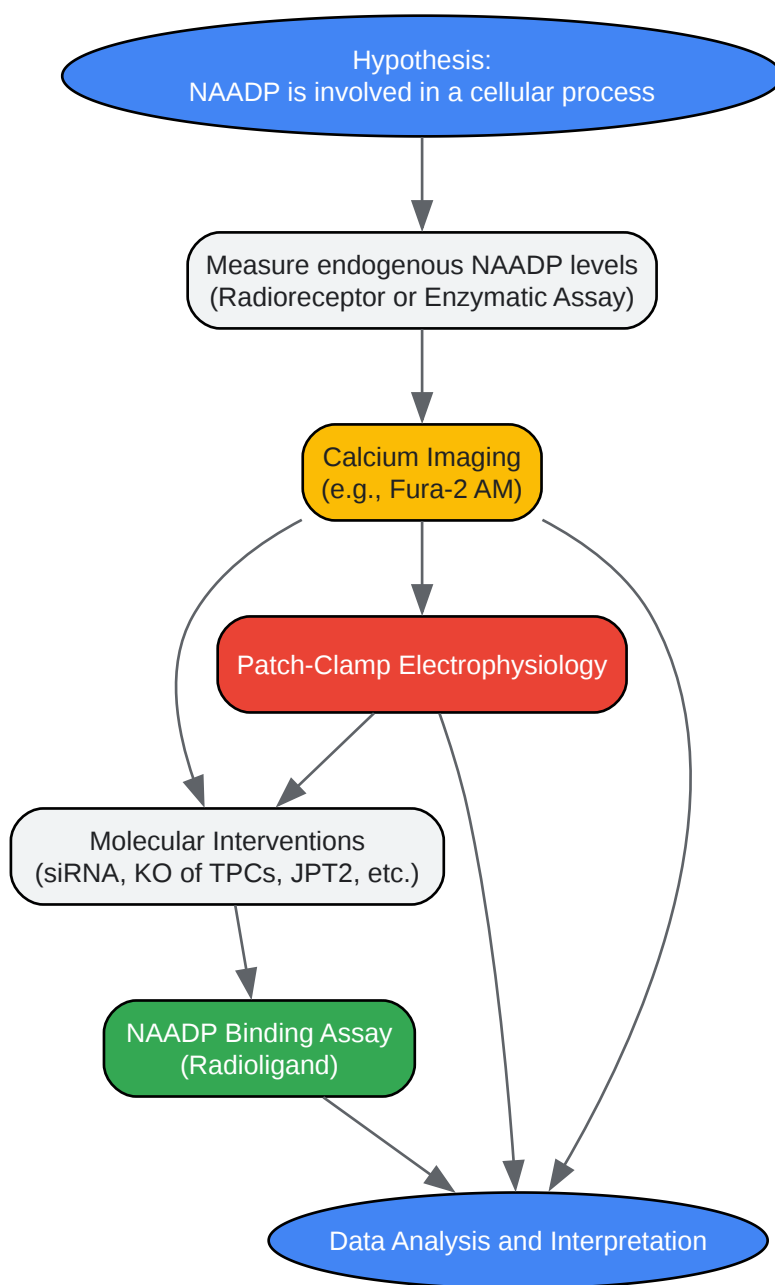 Hypothesis:
NAADP is involved in a cellular process
Measure endogenous NAADP levels
(Radioreceptor or Enzymatic Assay)
Calcium Imaging
(e.g., Fura-2 AM)
Patch-Clamp Electrophysiology
Molecular Interventions
(siRNA, KO of TPCs, JPT2, etc.)
NAADP Binding Assay
(Radioligand)
Data Analysis and Interpretation